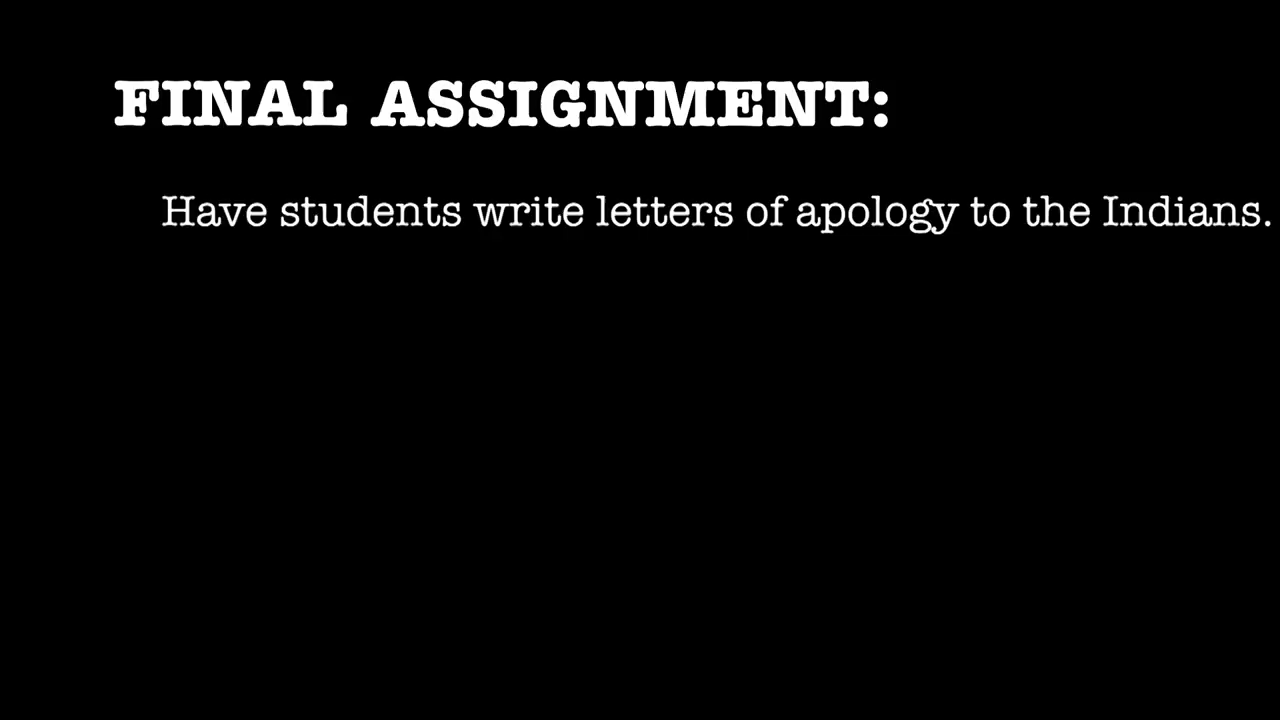 FINAL ASSIGNMENT:
Have students write letters of apology to the Indians.